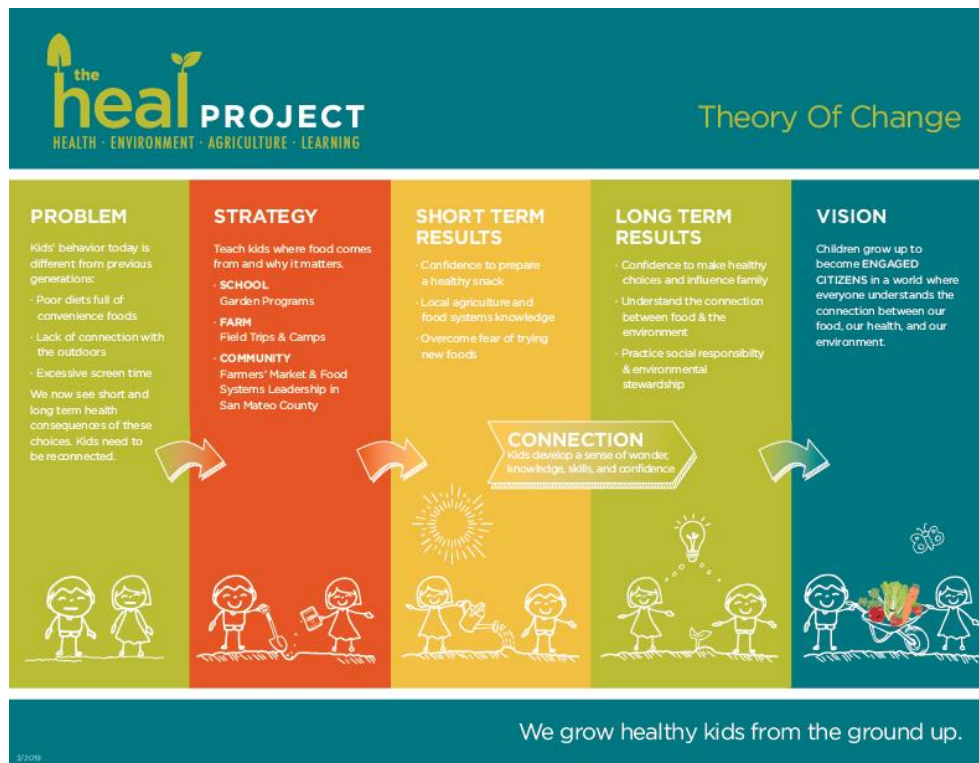 the
heal PROJECT
HEALTH · ENVIRONMENT · AGRICULTURE · LEARNING
Theory Of Change
PROBLEM
Kids' behavior today is
different from previous
generations:
· Poor diets full of
convenience foods
· Lack of connection with
the outdoors
· Excessive screen time
We now see short and
long term health
consequences of these
choices. Kids need to
be reconnected.
STRATEGY
Teach kids where food comes
from and why it matters.
· SCHOOL
Garden Programs
· FARM
Field Trips & Camps
· COMMUNITY
Farmers' Market & Food
Systems Leadership in
San Mateo County
SHORT TERM
RESULTS
· Confidence to prepare
a healthy snack
· Local agriculture and
food systems knowledge
· Overcome fear of trying
new foods
LONG TERM
RESULTS
· Confidence to make healthy
choices and influence family
· Understand the connection
between food & the
environment
· Practice social responsibilty
& environmental
stewardship
CONNECTION
Kids develop a sense of wonder,
knowledge, skills, and confidence
VISION
Children grow up to
become ENGAGED
CITIZENS in a world where
everyone understands the
connection between our
food, our health, and our
environment.
We grow healthy kids from the ground up.
3/2019